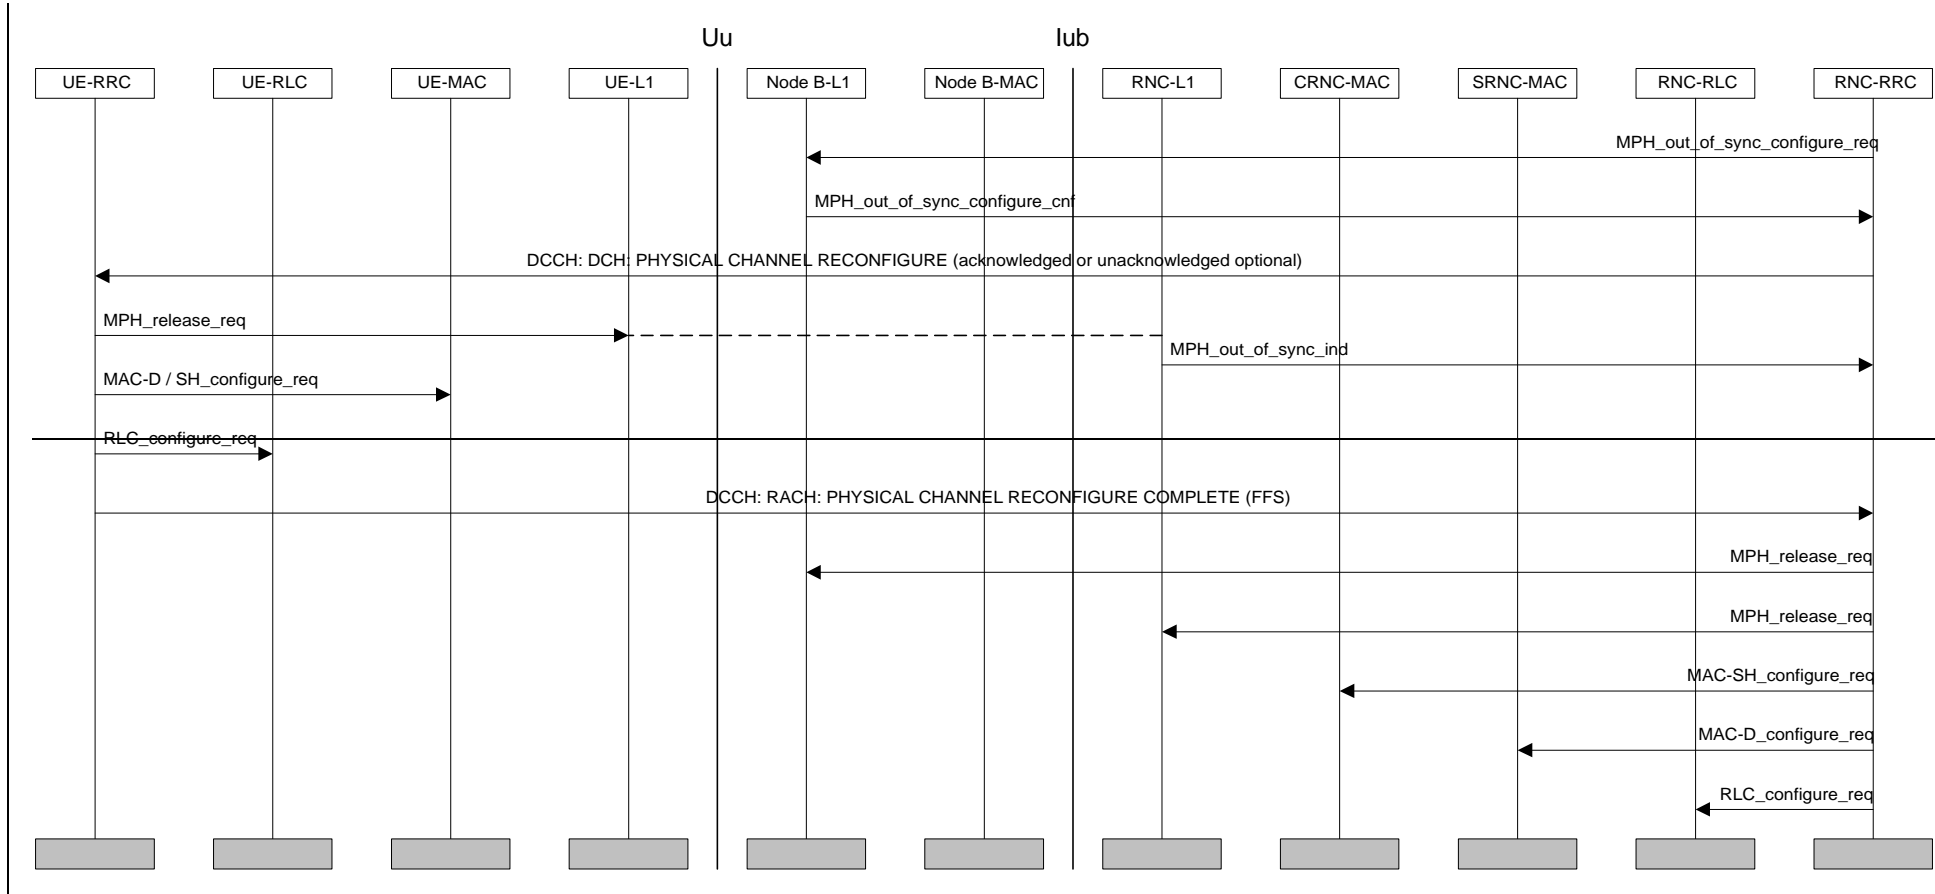 Uu Iub
UE-RRC UE-RLC UE-MAC UE-L1 Node B-L1 Node B-MAC RNC-L1 CRNC-MAC SRNC-MAC RNC-RLC RNC-RRC
MPH_out_of_sync_configure_req
MPH_out_of_sync_configure_cnf
DCCH: DCH: PHYSICAL CHANNEL RECONFIGURE (acknowledged or unacknowledged optional)
MPH_release_req
MPH_out_of_sync_ind
MAC-D / SH_configure_req
RLC_configure_req
DCCH: RACH: PHYSICAL CHANNEL RECONFIGURE COMPLETE (FFS)
MPH_release_req
MPH_release_req
MAC-SH_configure_req
MAC-D_configure_req
RLC_configure_req